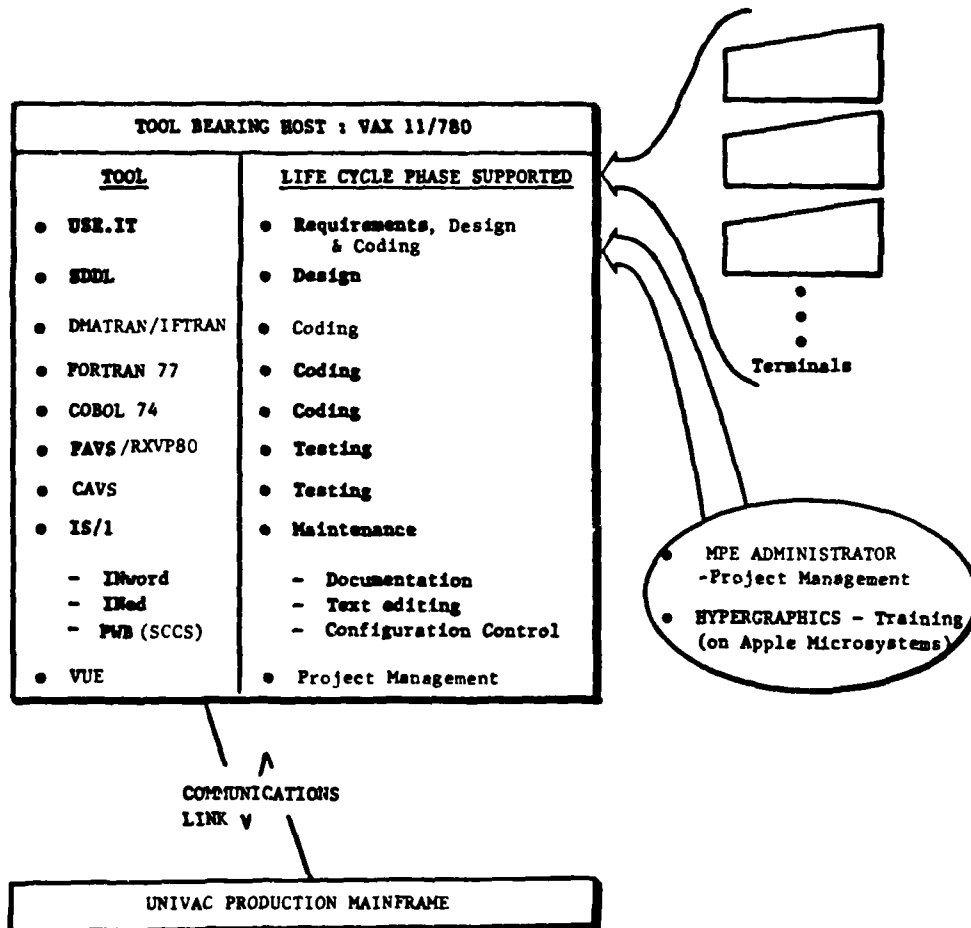 TOOL BEARING HOST : VAX 11/780
TOOL LIFE CYCLE PHASE SUPPORTED
● USE.IT ● Requirements, Design
& Coding
● SDDL ● Design
● DMATRAN/IFTRAN ● Coding
● FORTRAN 77 ● Coding
● COBOL 74 ● Coding
● FAVS/RXVP80 ● Testing
● CAVS ● Testing
● IS/1 ● Maintenance
- INword - Documentation
- INed - Text editing
- PWB (SCCS) - Configuration Control
● VUE ● Project Management
Terminals
● MPE ADMINISTRATOR
-Project Management
● HYPERGRAPHICS - Training
(on Apple Microsystems)
COMMUNICATIONS
LINK
UNIVAC PRODUCTION MAINFRAME